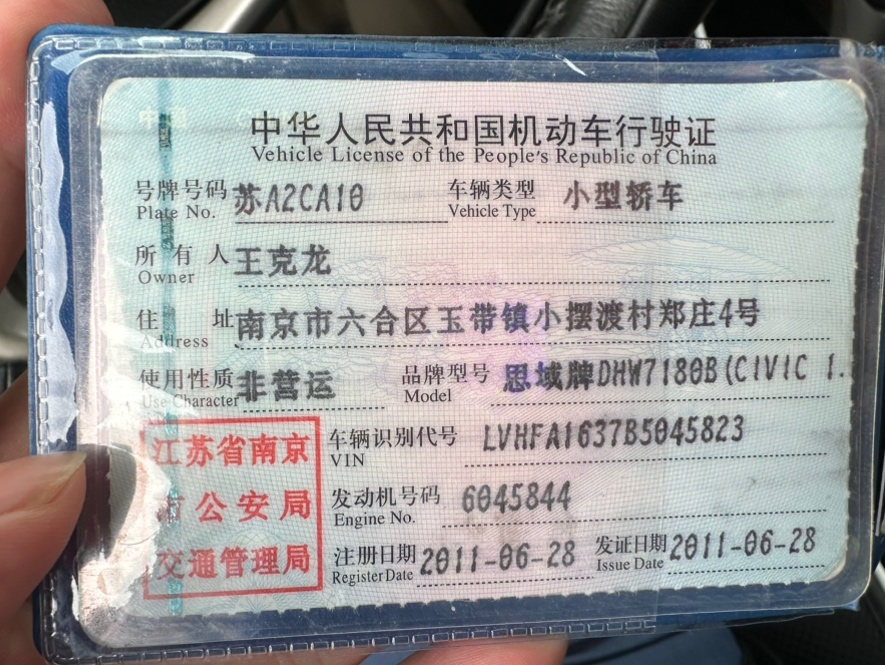 中华人民共和国机动车行驶证
Vehicle License of the People's Republic of China
号牌号码 苏A2CA10 车辆类型 小型轿车
Plate No. Vehicle Type
所有人 王克龙
Owner
住址 南京市六合区玉带镇小摆渡村郑庄4号
Address
使用性质 非营运 品牌型号 思域牌DHW7180B(CIVIC 1.
Use Character Model
江苏省南京
市公安局
交通管理局
车辆识别代号 LVHFA1637B5045823
VIN
发动机号码 6045844
Engine No.
注册日期 2011-06-28 发证日期 2011-06-28
Register Date Issue Date